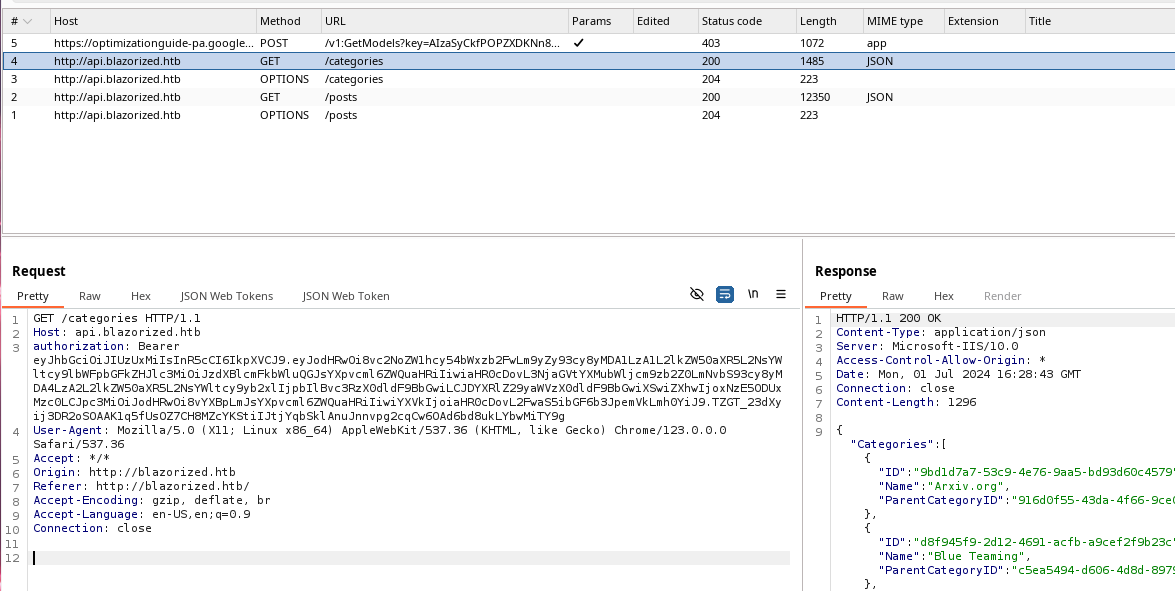 # Host Method URL Params Edited Status code Length MIME type Extension Title
5 https://optimizationguide-pa.google... POST /v1:GetModels?key=AIzaSyCkfPOPZXDKNn8... ✓ 403 1072 app
4 http://api.blazorized.htb GET /categories 200 1485 JSON
3 http://api.blazorized.htb OPTIONS /categories 204 223
2 http://api.blazorized.htb GET /posts 200 12350 JSON
1 http://api.blazorized.htb OPTIONS /posts 204 223
Request
Pretty Raw Hex JSON Web Tokens JSON Web Token \n
1 GET /categories HTTP/1.1
2 Host: api.blazorized.htb
3 authorization: Bearer
eyJhbGciOiJIUzUxMiIsInR5cCI6IkpXVCJ9.eyJodHRwOi8vc2NoZW1hcy54bWxzb2FwLm9yZy93cy8yMDA1LzA1L2lkZW50aXR5L2NsYW
ltcy9lbWFpbGFkZHJlc3MiOiJzdXBlcmFkbWluQGJsYXpvcml6ZWQuaHRiIiwiaHR0cDovL3NjaGVtYXMubWljcm9zb2Z0LmNvbS93cy8yM
DA4LzA2L2lkZW50aXR5L2NsYWltcy9yb2xlIjpbIlBvc3RzX0dldF9BbGwiLCJDYXRlZ29yaWVzX0dldF9BbGwiXSwiZXhwIjoxNzE5ODUx
Mzc0LCJpc3MiOiJodHRwOi8vYXBpLmJsYXpvcml6ZWQuaHRiIiwiYXVkIjoiaHR0cDovL2FwaS5ibGF6b3JpemVkLmh0YiJ9.TZGT_23dXy
ij3DR2oSOAAK1q5fUsOZ7CH8MZcYKStiIJtjYqbSklAnuJnnvpg2cqCw6OAd6bd8ukLYbwMiTY9g
4 User-Agent: Mozilla/5.0 (X11; Linux x86_64) AppleWebKit/537.36 (KHTML, like Gecko) Chrome/123.0.0.0
Safari/537.36
5 Accept: */*
6 Origin: http://blazorized.htb
7 Referer: http://blazorized.htb/
8 Accept-Encoding: gzip, deflate, br
9 Accept-Language: en-US,en;q=0.9
10 Connection: close
11
12
Response
Pretty Raw Hex Render
1 HTTP/1.1 200 OK
2 Content-Type: application/json
3 Server: Microsoft-IIS/10.0
4 Access-Control-Allow-Origin: *
5 Date: Mon, 01 Jul 2024 16:28:43 GMT
6 Connection: close
7 Content-Length: 1296
8
9 {
"Categories":[
{
"ID":"9bd1d7a7-53c9-4e76-9aa5-bd93d60c4579"
"Name":"Arxiv.org",
"ParentCategoryID":"916d0f55-43da-4f66-9ce
},
{
"ID":"d8f945f9-2d12-4691-acfb-a9cef2f9b23c"
"Name":"Blue Teaming",
"ParentCategoryID":"c5ea5494-d606-4d8d-8979
},